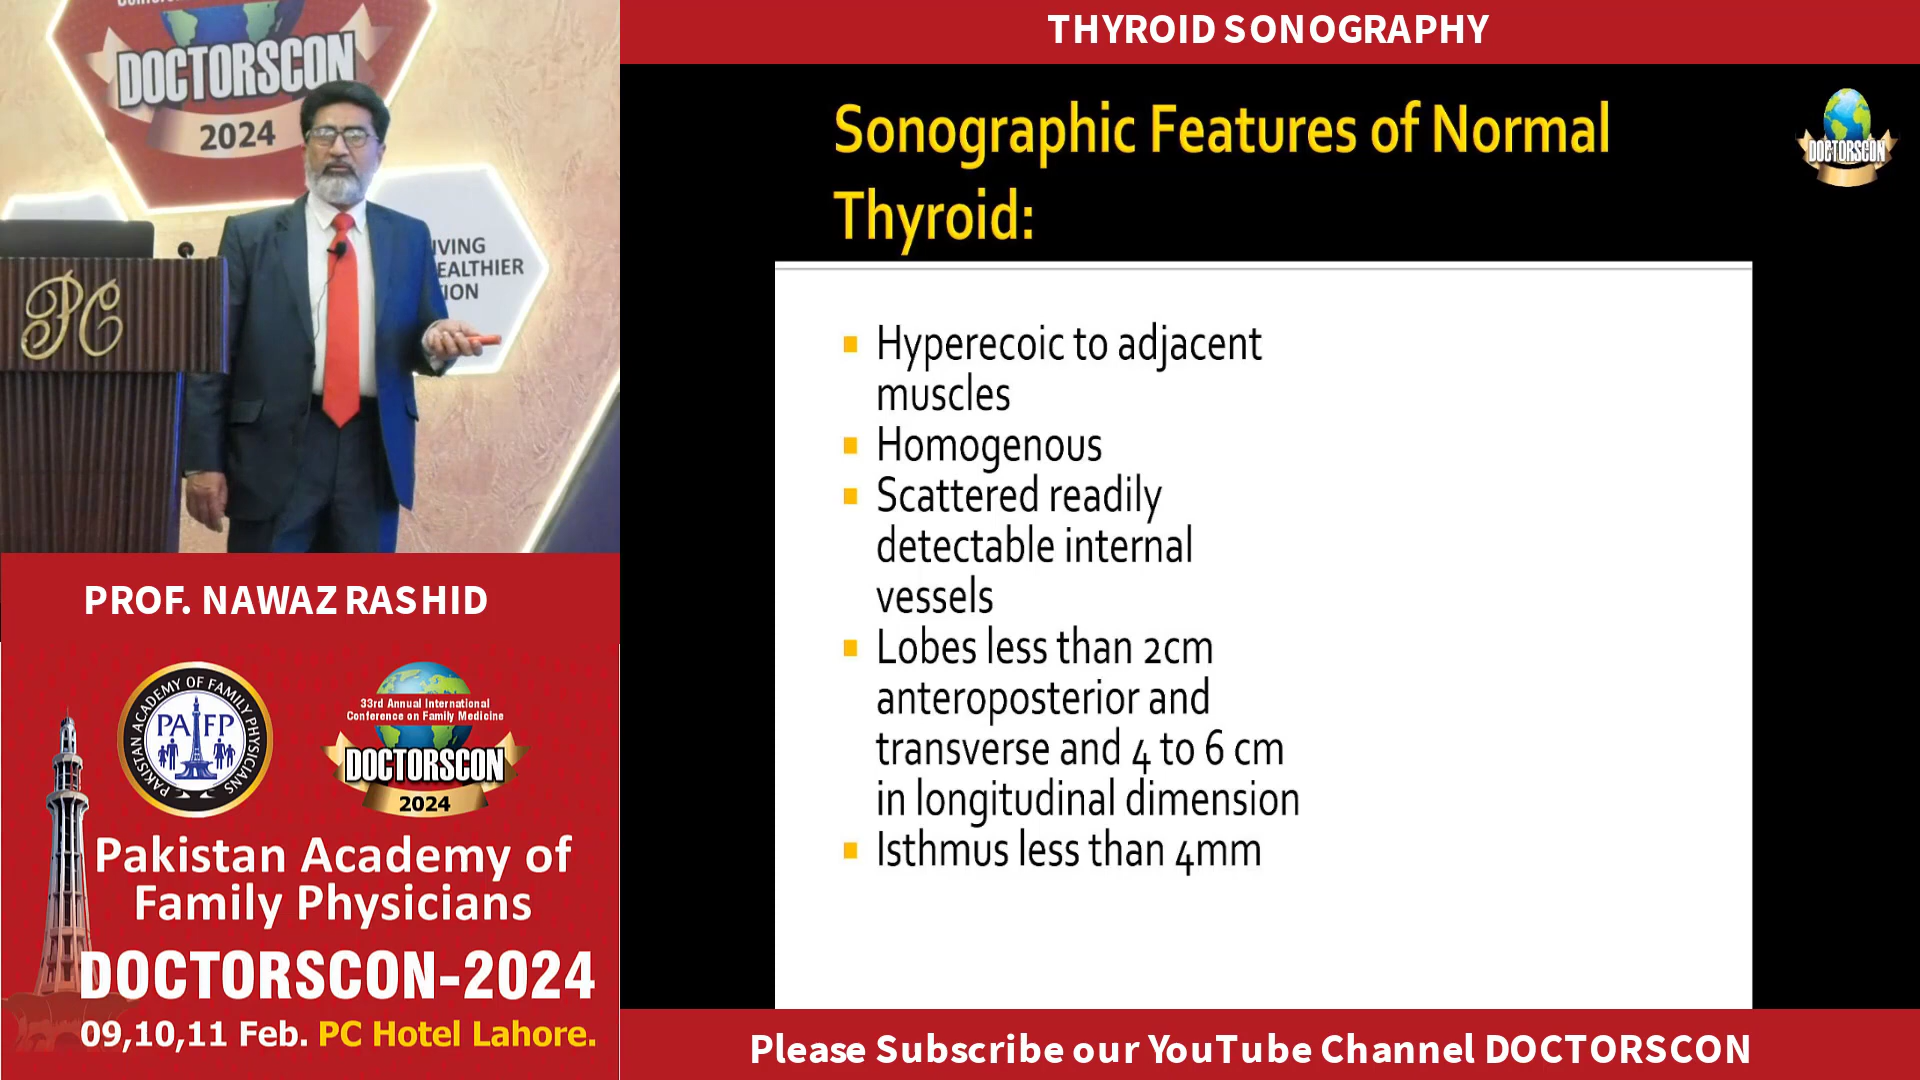 DOCTORSCON
2024
IVING
EALTHIER
ION
PC
THYROID SONOGRAPHY
DOCTORSCON
Sonographic Features of Normal
Thyroid:
▪ Hyperecoic to adjacent
muscles
▪ Homogenous
▪ Scattered readily
detectable internal
vessels
▪ Lobes less than 2cm
anteroposterior and
transverse and 4 to 6 cm
in longitudinal dimension
▪ Isthmus less than 4mm
PROF. NAWAZ RASHID
PAKISTAN ACADEMY OF FAMILY PHYSICIANS
PAFP
33rd Annual International
Conference on Family Medicine
DOCTORSCON
2024
Pakistan Academy of
Family Physicians
DOCTORSCON-2024
09,10,11 Feb. PC Hotel Lahore.
Please Subscribe our YouTube Channel DOCTORSCON